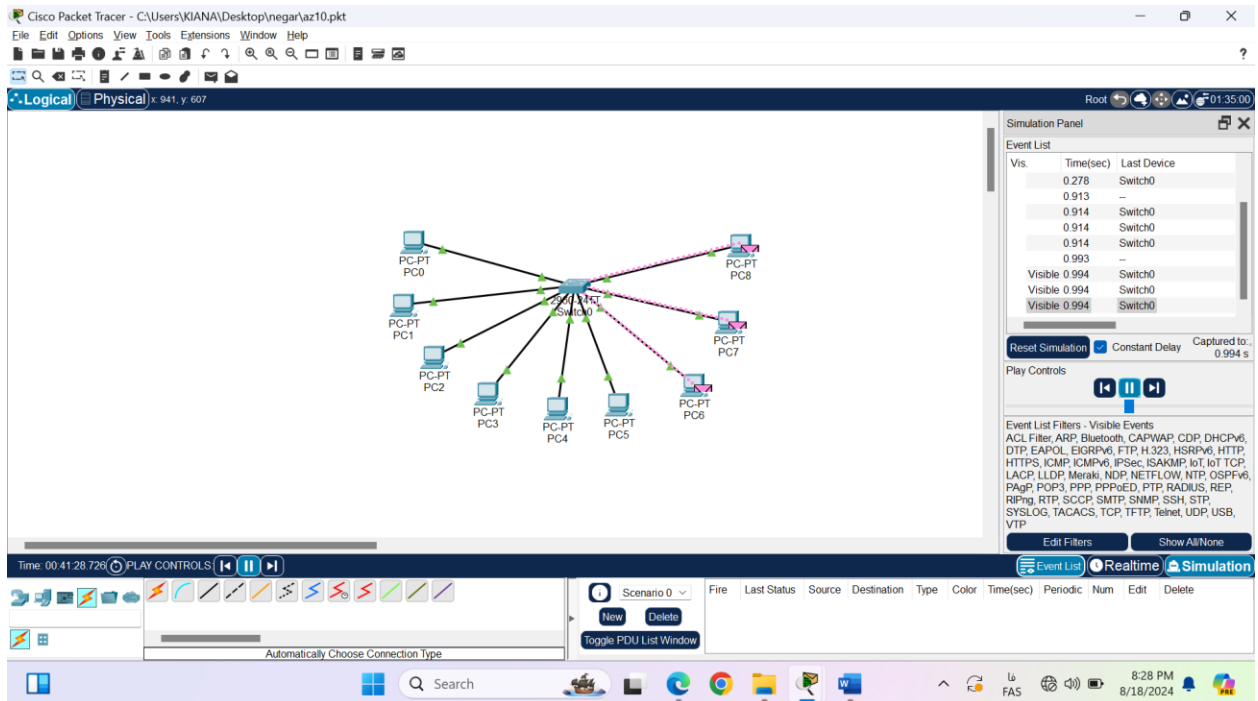 Cisco Packet Tracer - C:\Users\KIANA\Desktop\negar\az10.pkt
File Edit Options View Tools Extensions Window Help
?
Logical Physical x: 941, y: 607 Root 01:35:00
Simulation Panel
Event List
Vis. Time(sec) Last Device
0.278 Switch0
0.913 --
0.914 Switch0
0.914 Switch0
0.914 Switch0
0.993 --
Visible 0.994 Switch0
Visible 0.994 Switch0
Visible 0.994 Switch0
Reset Simulation Constant Delay Captured to:
0.994 s
Play Controls
Event List Filters - Visible Events
ACL Filter, ARP, Bluetooth, CAPWAP, CDP, DHCPv6,
DTP, EAPOL, EIGRPv6, FTP, H.323, HSRPv6, HTTP,
HTTPS, ICMP, ICMPv6, IPSec, ISAKMP, IoT, IoT TCP,
LACP, LLDP, Meraki, NDP, NETFLOW, NTP, OSPFv6,
PAgP, POP3, PPP, PPPoED, PTP, RADIUS, REP,
RIPng, RTP, SCCP, SMTP, SNMP, SSH, STP,
SYSLOG, TACACS, TCP, TFTP, Telnet, UDP, USB,
VTP
Edit Filters Show All/None
PC-PT
PC0
PC-PT
PC1
PC-PT
PC2
PC-PT
PC3
PC-PT
PC4
PC-PT
PC5
PC-PT
PC6
PC-PT
PC7
PC-PT
PC8
2960-24TT
Switch0
Time: 00:41:28.726 PLAY CONTROLS:
Event List Realtime Simulation
Automatically Choose Connection Type
Scenario 0
New Delete
Toggle PDU List Window
Fire Last Status Source Destination Type Color Time(sec) Periodic Num Edit Delete
Search
فا
FAS
8:28 PM
8/18/2024
PRE